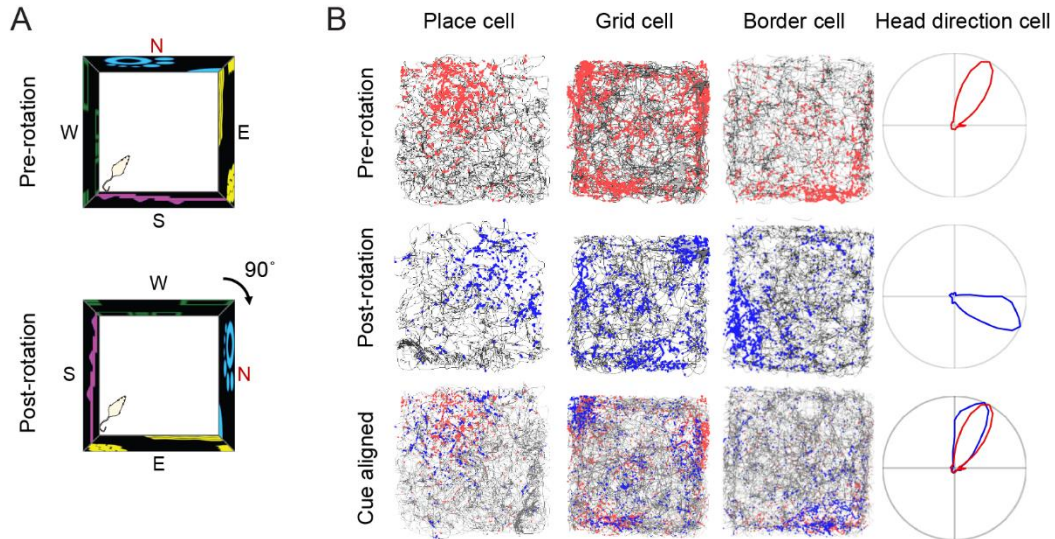 A
Pre-rotation
N
W
E
S
Post-rotation
W
90°
S
N
E
B
Place cell
Grid cell
Border cell
Head direction cell
Pre-rotation
Post-rotation
Cue aligned